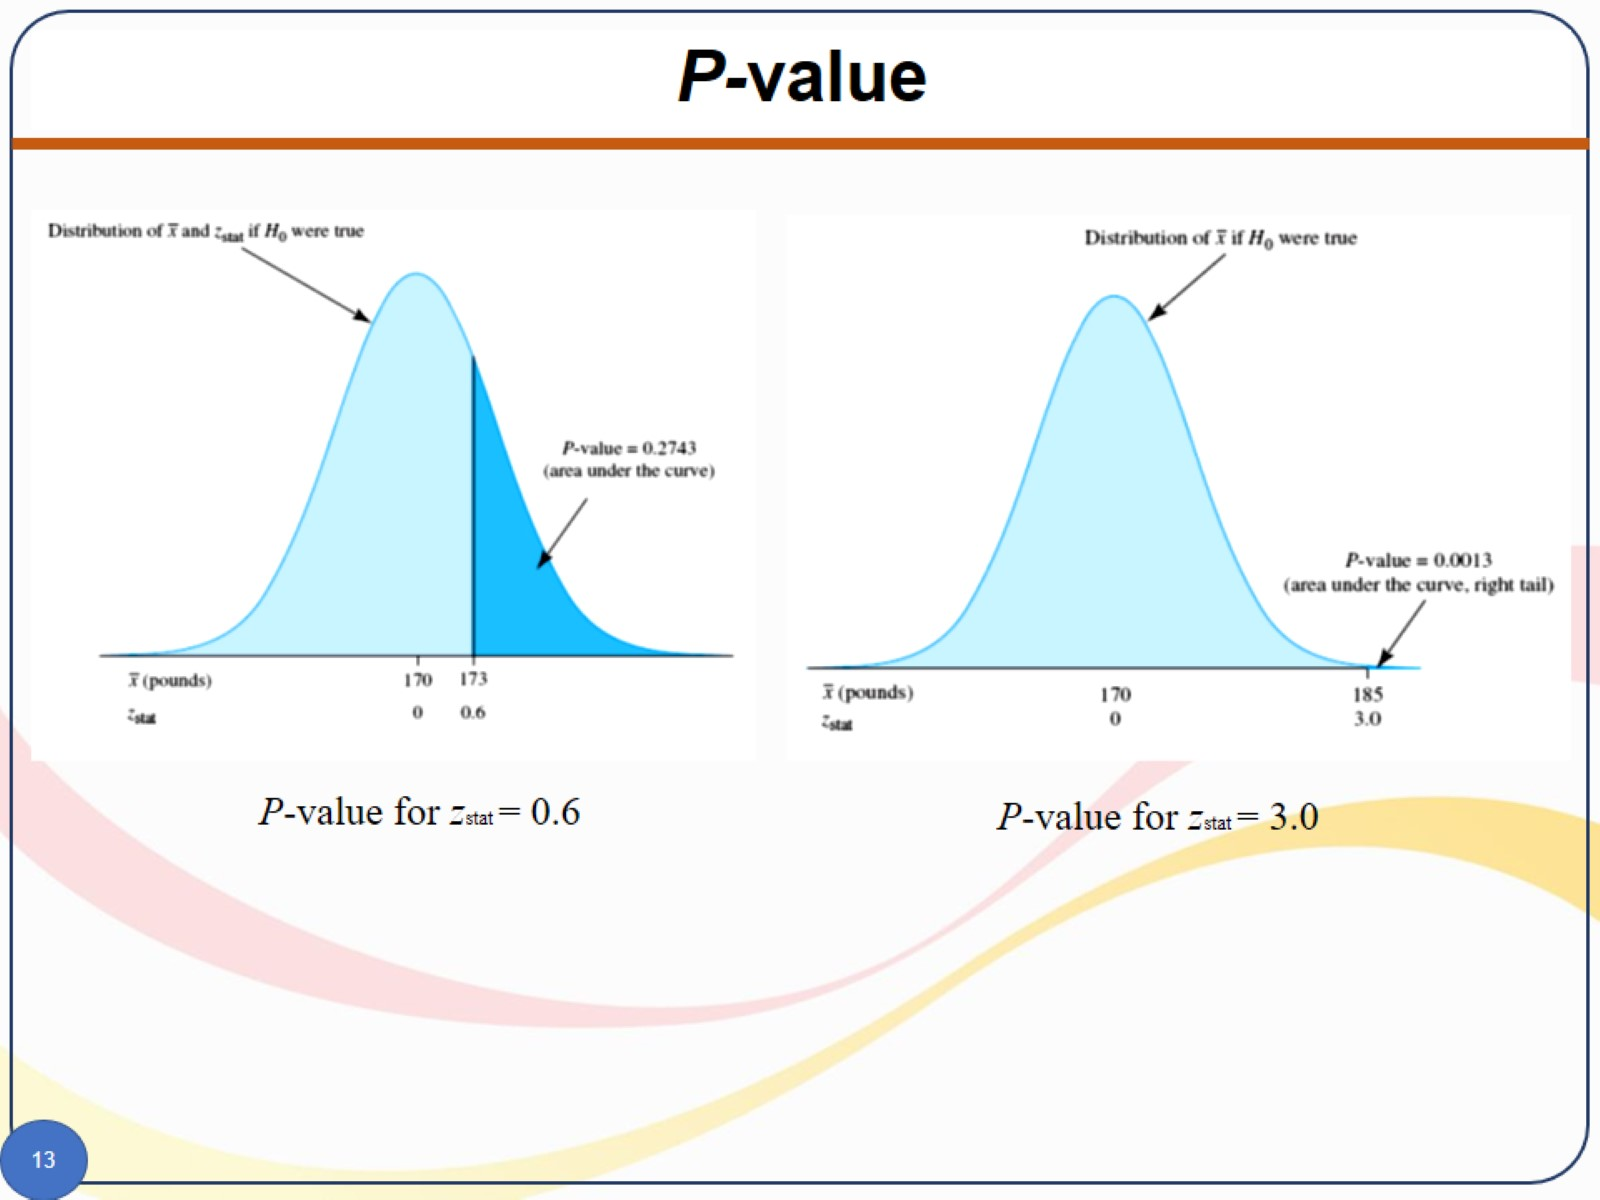 P-value
Distribution of x̅ and zstat if H0 were true
P-value = 0.2743
(area under the curve)
x̅ (pounds) 170 173
zstat 0 0.6
P-value for zstat = 0.6
Distribution of x̅ if H0 were true
P-value = 0.0013
(area under the curve, right tail)
x̅ (pounds) 170 185
zstat 0 3.0
P-value for zstat = 3.0
13